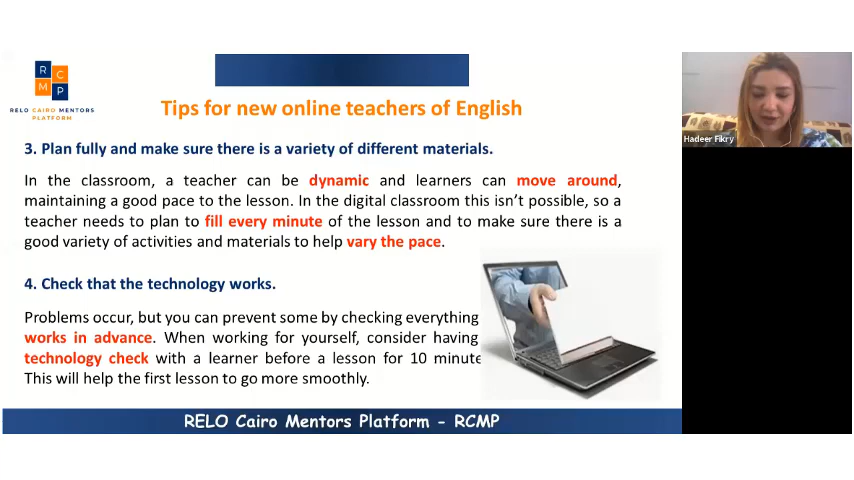 R
C
M
P
RELO CAIRO MENTORS
PLATFORM
Tips for new online teachers of English
Hadeer Fikry
3. Plan fully and make sure there is a variety of different materials.
In the classroom, a teacher can be dynamic and learners can move around,
maintaining a good pace to the lesson. In the digital classroom this isn’t possible, so a
teacher needs to plan to fill every minute of the lesson and to make sure there is a
good variety of activities and materials to help vary the pace.
4. Check that the technology works.
Problems occur, but you can prevent some by checking everything
works in advance. When working for yourself, consider having
technology check with a learner before a lesson for 10 minute
This will help the first lesson to go more smoothly.
RELO Cairo Mentors Platform - RCMP